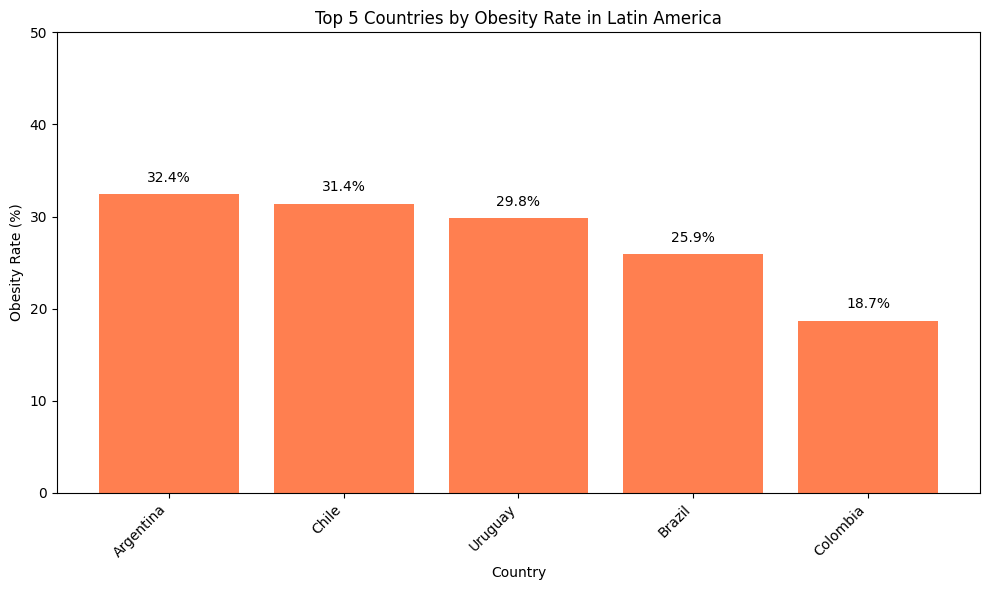 Top 5 Countries by Obesity Rate in Latin America
Obesity Rate (%)
50
40
30
20
10
0
32.4%
31.4%
29.8%
25.9%
18.7%
Argentina
Chile
Uruguay
Brazil
Colombia
Country